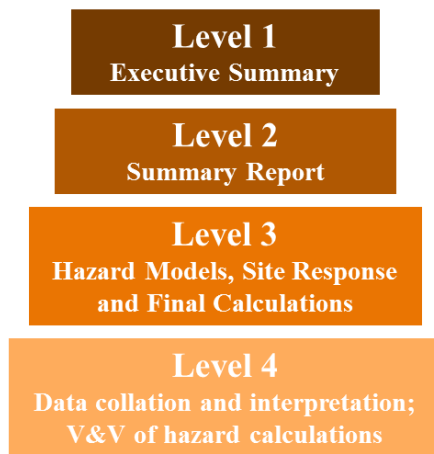 Level 1
Executive Summary
Level 2
Summary Report
Level 3
Hazard Models, Site Response
and Final Calculations
Level 4
Data collation and interpretation;
V&V of hazard calculations